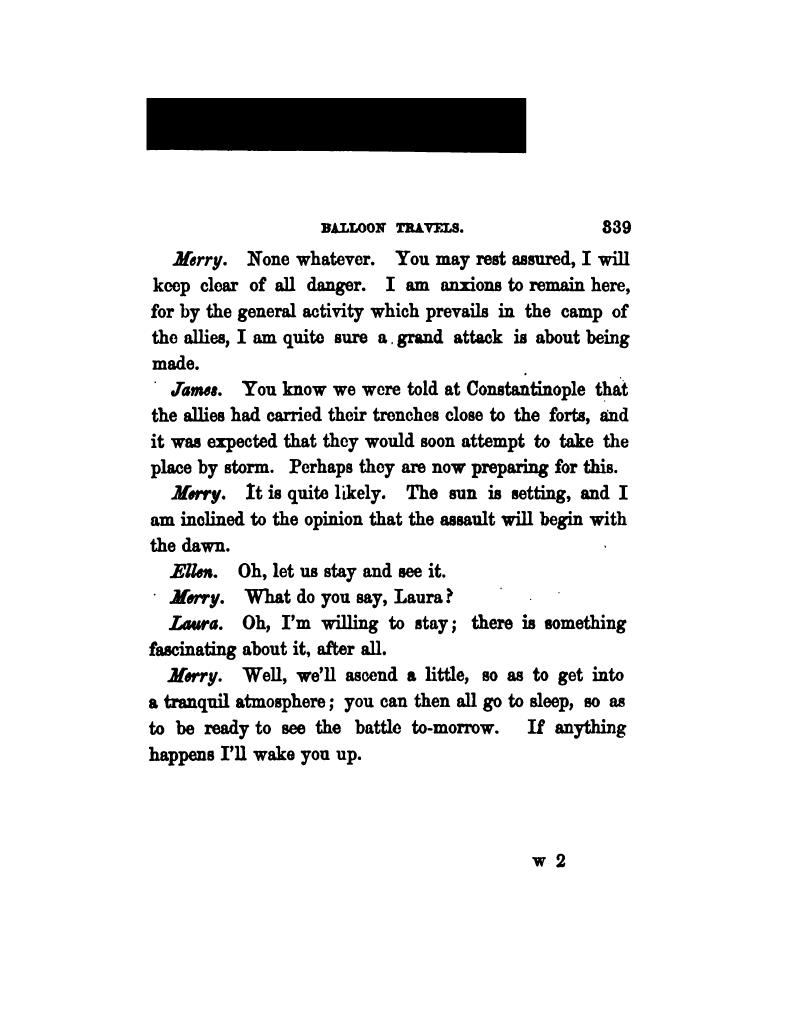 BALLOON TRAVELS. 339
Merry. None whatever. You may rest assured, I will
keep clear of all danger. I am anxions to remain here,
for by the general activity which prevails in the camp of
the allies, I am quite sure a grand attack is about being
made.
James. You know we were told at Constantinople that
the allies had carried their trenches close to the forts, and
it was expected that they would soon attempt to take the
place by storm. Perhaps they are now preparing for this.
Merry. It is quite likely. The sun is setting, and I
am inclined to the opinion that the assault will begin with
the dawn.
Ellen. Oh, let us stay and see it.
Merry. What do you say, Laura?
Laura. Oh, I'm willing to stay; there is something
fascinating about it, after all.
Merry. Well, we'll ascend a little, so as to get into
a tranquil atmosphere; you can then all go to sleep, so as
to be ready to see the battle to-morrow. If anything
happens I'll wake you up.
W 2